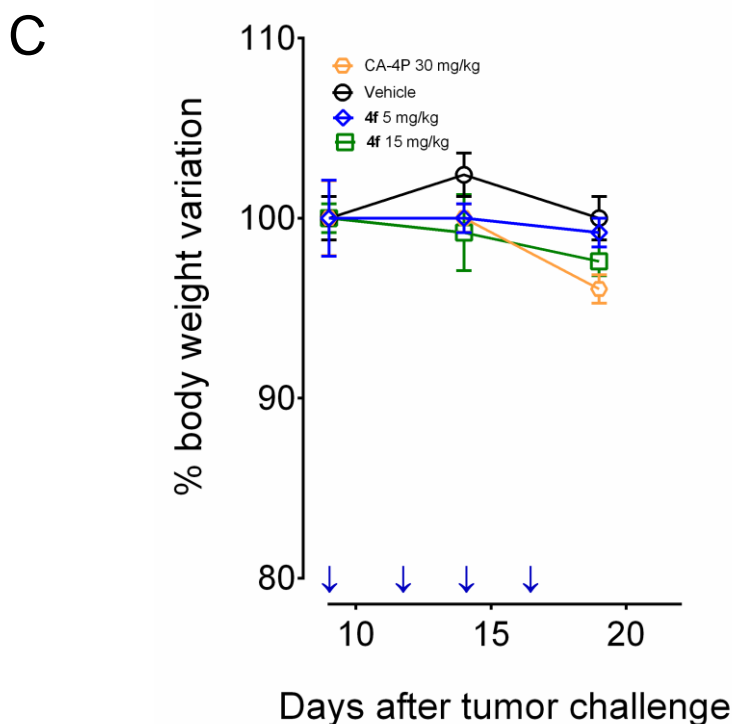 C
110
CA-4P 30 mg/kg
Vehicle
4f 5 mg/kg
4f 15 mg/kg
100
90
80
% body weight variation
10 15 20
Days after tumor challenge